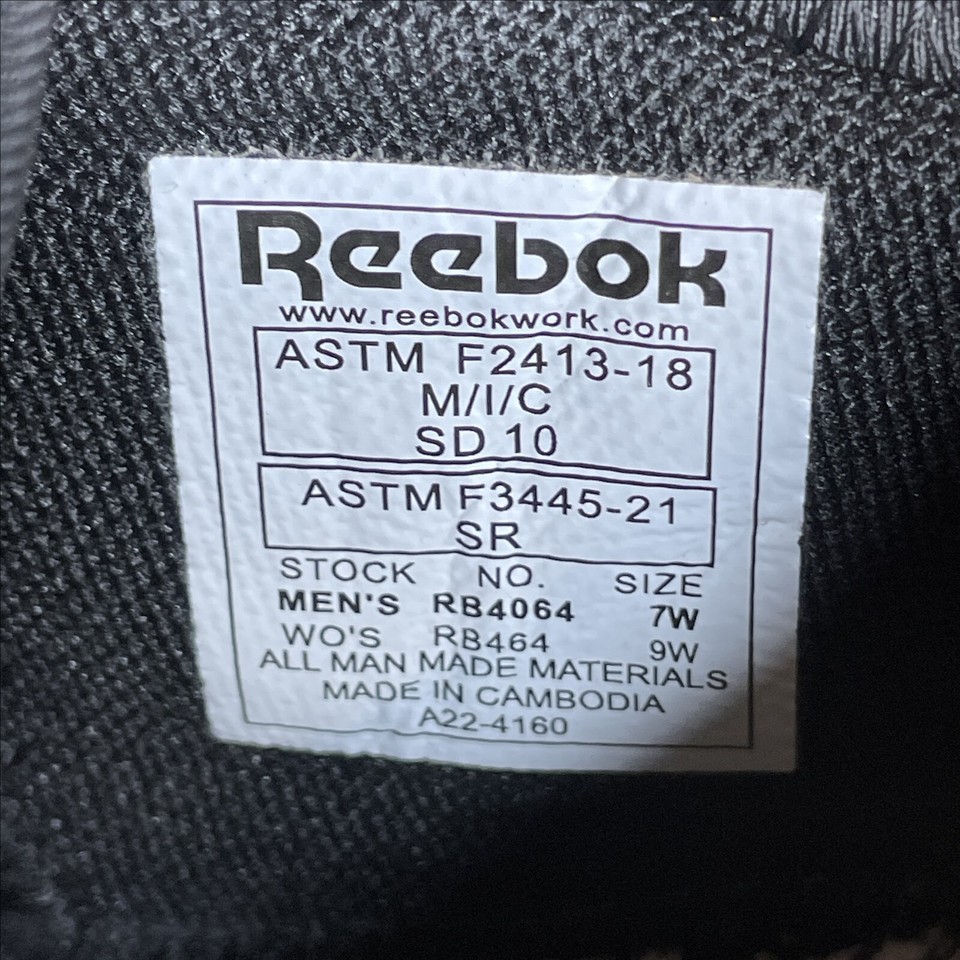 Reebok
www.reebokwork.com
ASTM F2413-18
M/I/C
SD 10
ASTM F3445-21
SR
STOCK NO. SIZE
MEN'S RB4064 7W
WO'S RB464 9W
ALL MAN MADE MATERIALS
MADE IN CAMBODIA
A22-4160